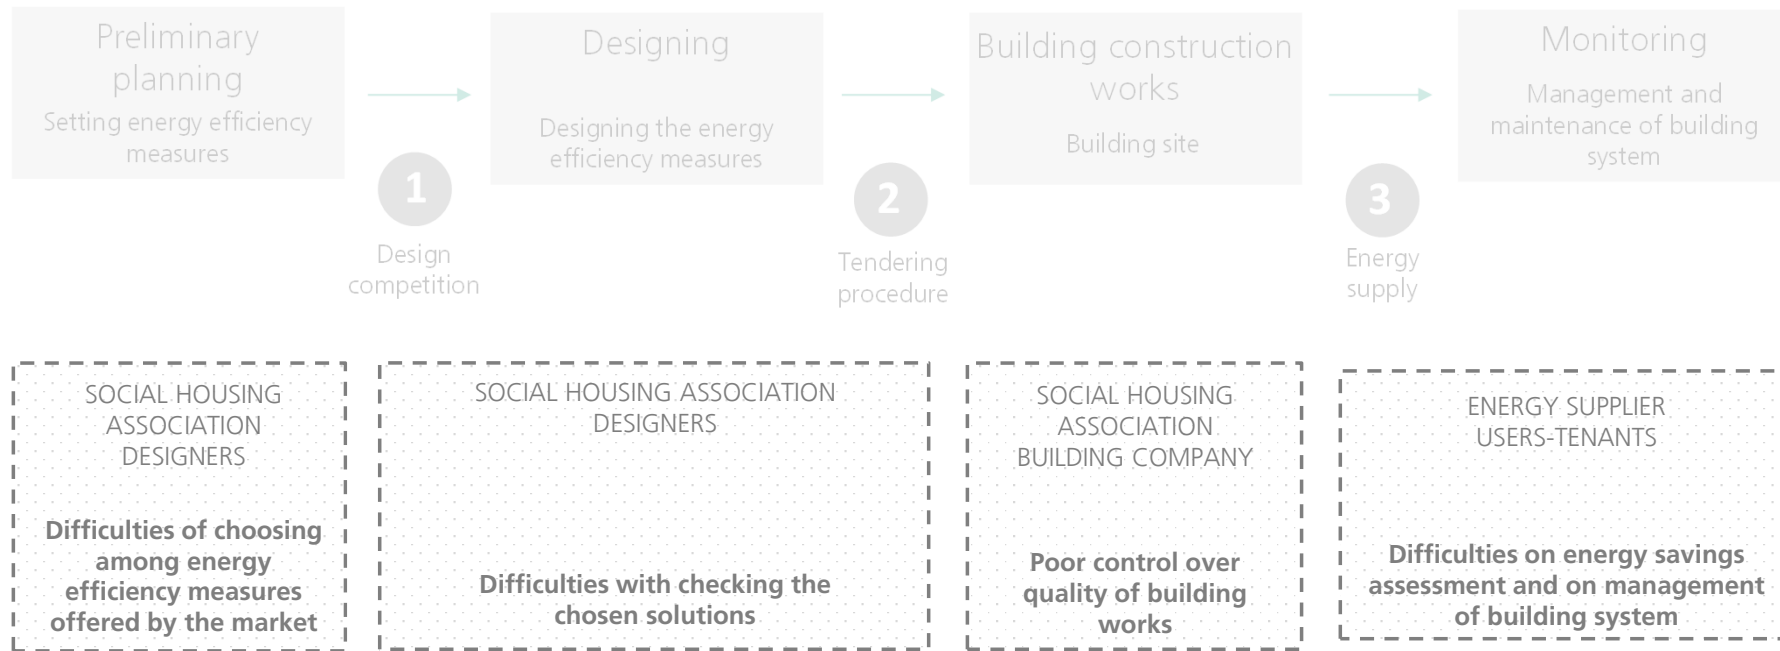 Preliminary
planning
Setting energy efficiency
measures
Designing
Designing the energy
efficiency measures
Building construction
works
Building site
Monitoring
Management and
maintenance of building
system
1
Design
competition
2
Tendering
procedure
3
Energy
supply
SOCIAL HOUSING
ASSOCIATION
DESIGNERS
Difficulties of choosing
among energy
efficiency measures
offered by the market
SOCIAL HOUSING ASSOCIATION
DESIGNERS
Difficulties with checking the
chosen solutions
SOCIAL HOUSING
ASSOCIATION
BUILDING COMPANY
Poor control over
quality of building
works
ENERGY SUPPLIER
USERS-TENANTS
Difficulties on energy savings
assessment and on management
of building system